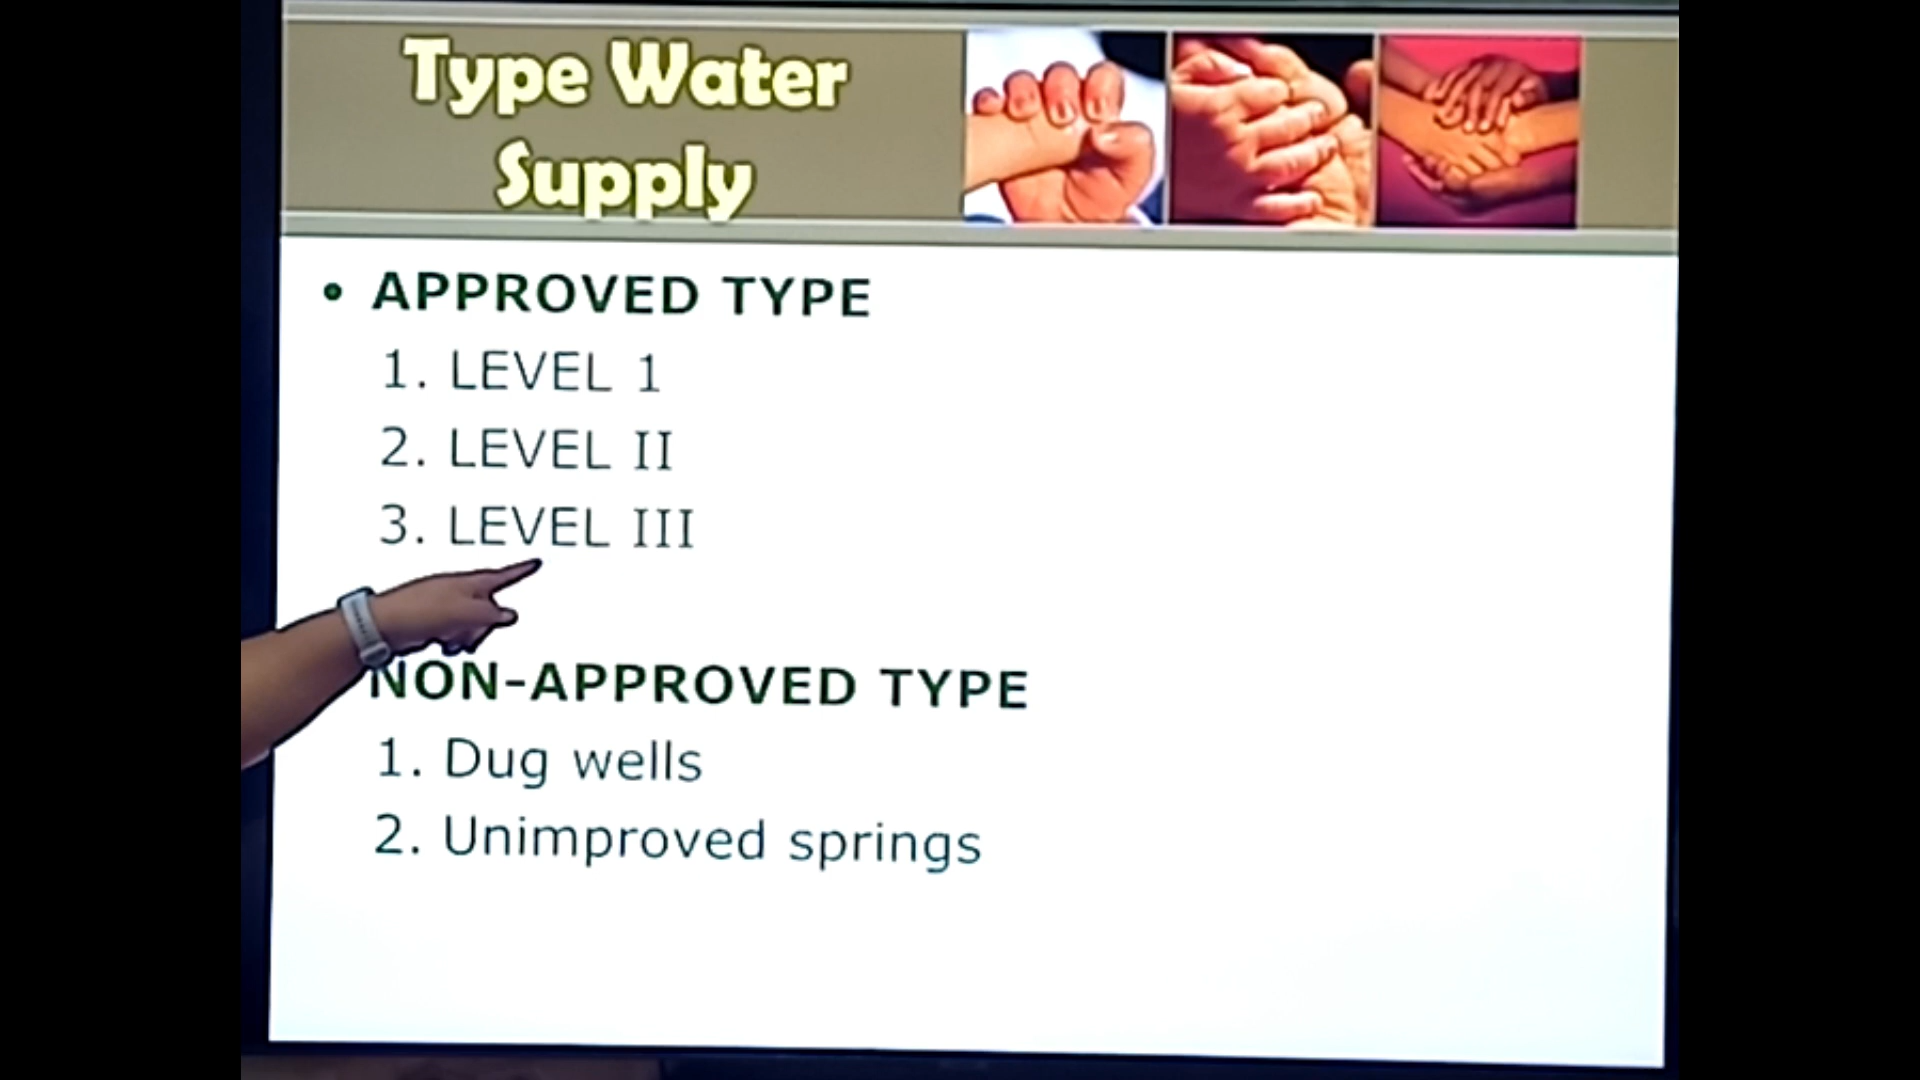 Type Water
Supply
• APPROVED TYPE
1. LEVEL 1
2. LEVEL II
3. LEVEL III
NON-APPROVED TYPE
1. Dug wells
2. Unimproved springs